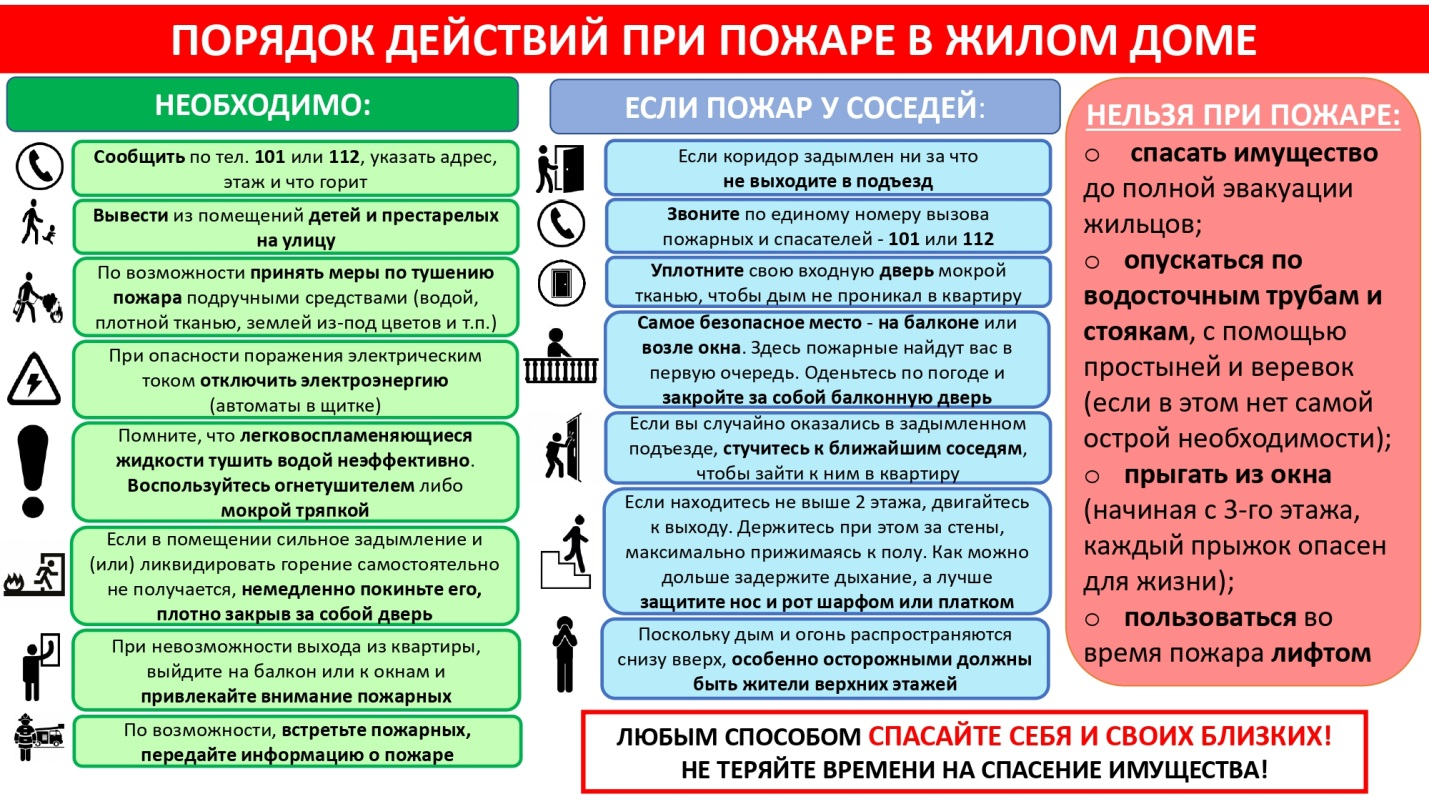 ПОРЯДОК ДЕЙСТВИЙ ПРИ ПОЖАРЕ В ЖИЛОМ ДОМЕ
НЕОБХОДИМО:
Сообщить по тел. 101 или 112, указать адрес,
этаж и что горит
Вывести из помещений детей и престарелых
на улицу
По возможности принять меры по тушению
пожара подручными средствами (водой,
плотной тканью, землей из-под цветов и т.п.)
При опасности поражения электрическим
током отключить электроэнергию
(автоматы в щитке)
Помните, что легковоспламеняющиеся
жидкости тушить водой неэффективно.
Воспользуйтесь огнетушителем либо
мокрой тряпкой
Если в помещении сильное задымление и
(или) ликвидировать горение самостоятельно
не получается, немедленно покиньте его,
плотно закрыв за собой дверь
При невозможности выхода из квартиры,
выйдите на балкон или к окнам и
привлекайте внимание пожарных
По возможности, встретьте пожарных,
передайте информацию о пожаре
ЕСЛИ ПОЖАР У СОСЕДЕЙ:
Если коридор задымлен ни за что
не выходите в подъезд
Звоните по единому номеру вызова
пожарных и спасателей - 101 или 112
Уплотните свою входную дверь мокрой
тканью, чтобы дым не проникал в квартиру
Самое безопасное место - на балконе или
возле окна. Здесь пожарные найдут вас в
первую очередь. Оденьтесь по погоде и
закройте за собой балконную дверь
Если вы случайно оказались в задымленном
подъезде, стучитесь к ближайшим соседям,
чтобы зайти к ним в квартиру
Если находитесь не выше 2 этажа, двигайтесь
к выходу. Держитесь при этом за стены,
максимально прижимаясь к полу. Как можно
дольше задержите дыхание, а лучше
защитите нос и рот шарфом или платком
Поскольку дым и огонь распространяются
снизу вверх, особенно осторожными должны
быть жители верхних этажей
НЕЛЬЗЯ ПРИ ПОЖАРЕ:
o спасать имущество
до полной эвакуации
жильцов;
o опускаться по
водосточным трубам и
стоякам, с помощью
простыней и веревок
(если в этом нет самой
острой необходимости);
o прыгать из окна
(начиная с 3-го этажа,
каждый прыжок опасен
для жизни);
o пользоваться во
время пожара лифтом
ЛЮБЫМ СПОСОБОМ СПАСАЙТЕ СЕБЯ И СВОИХ БЛИЗКИХ!
НЕ ТЕРЯЙТЕ ВРЕМЕНИ НА СПАСЕНИЕ ИМУЩЕСТВА!